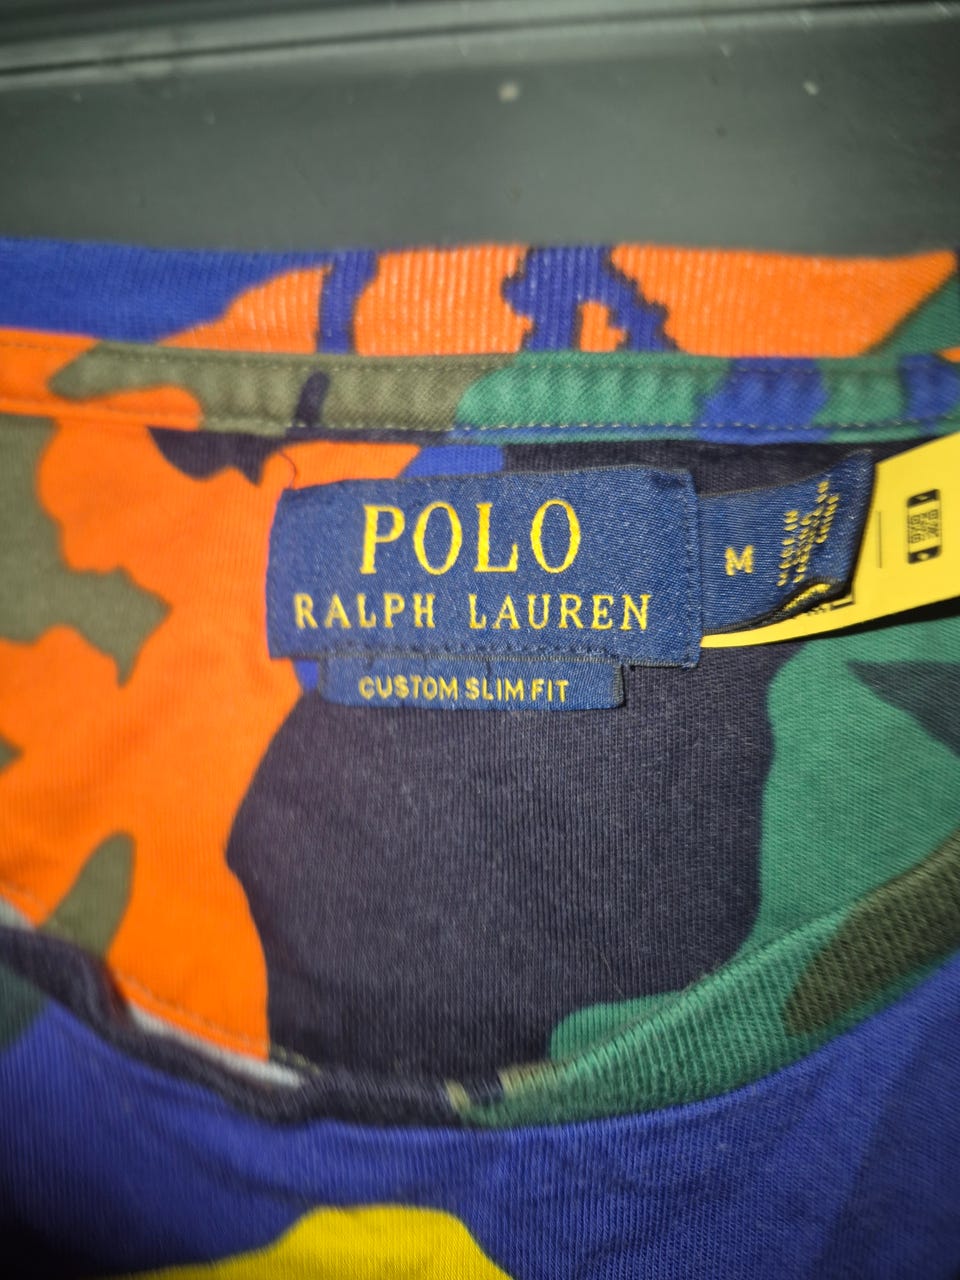 POLO
RALPH LAUREN
CUSTOM SLIM FIT
M